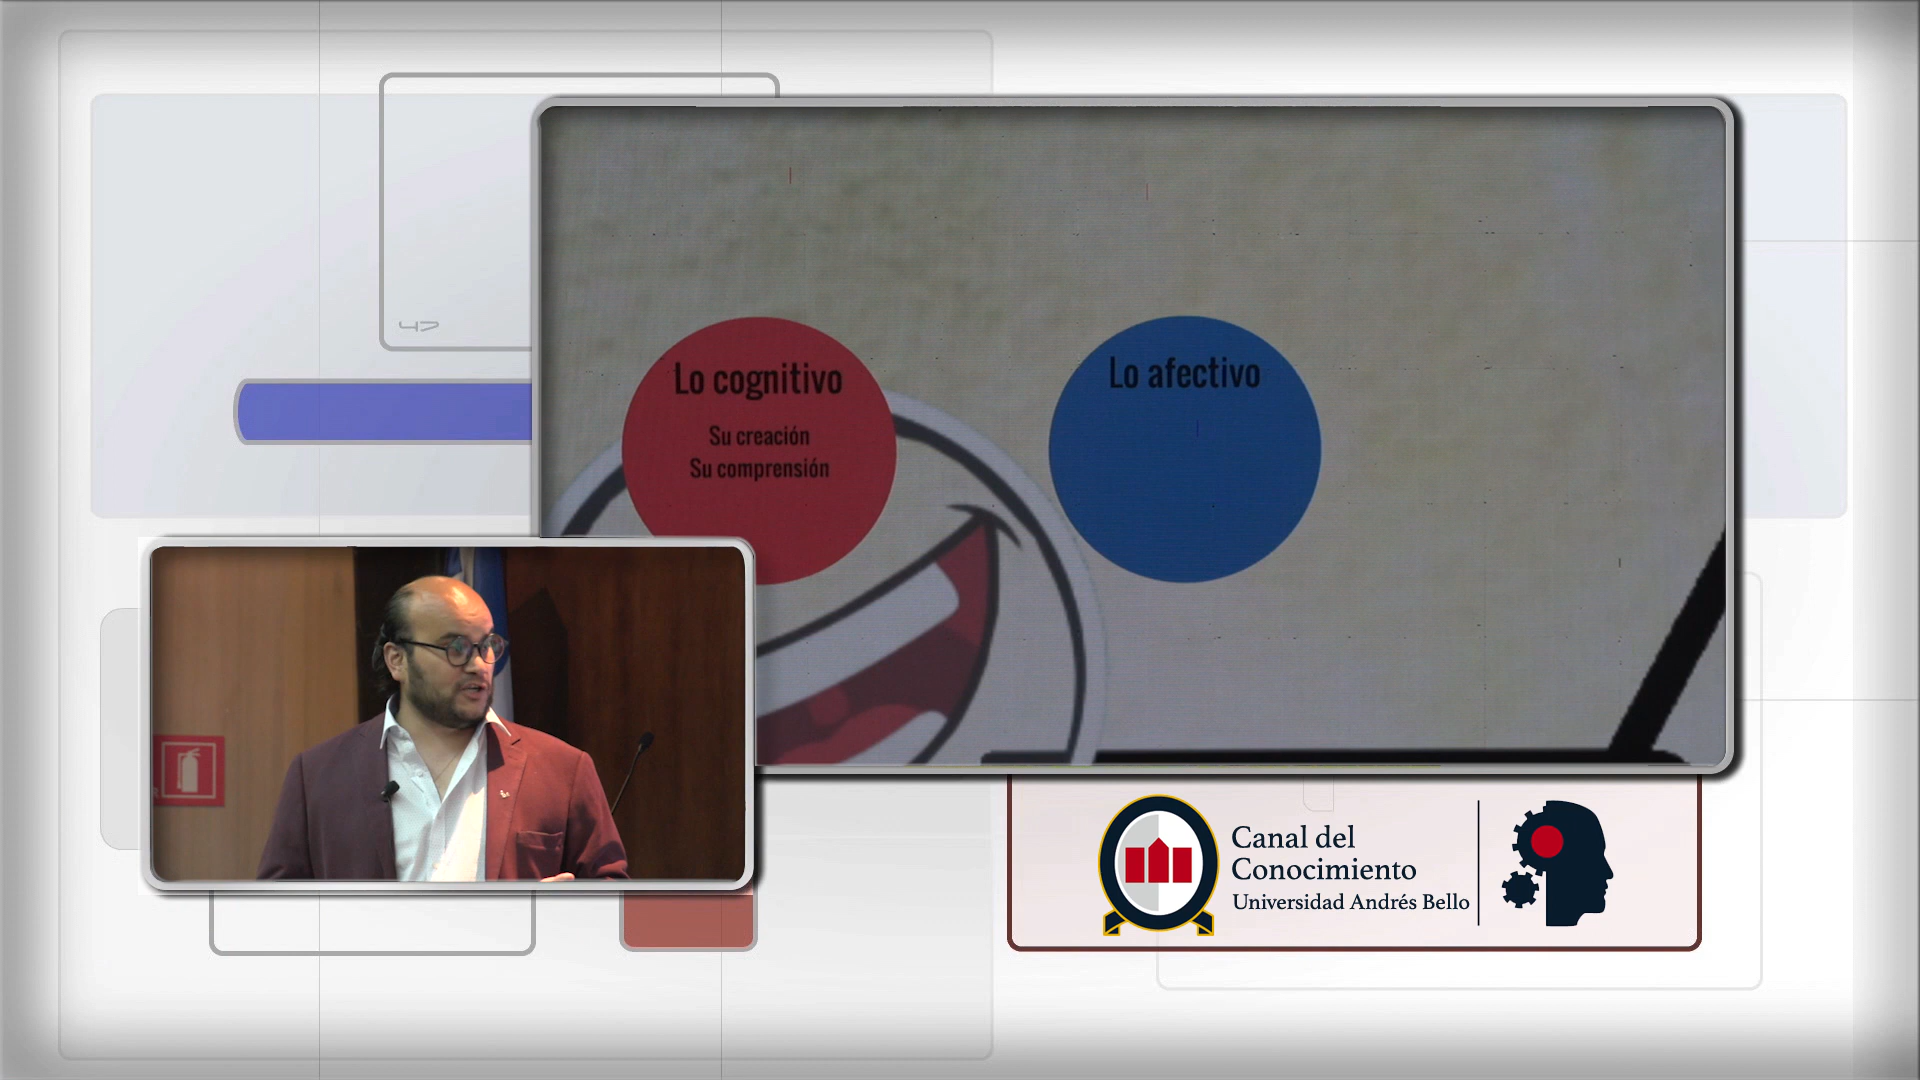 Lo cognitivo
Su creación
Su comprensión
Lo afectivo
Canal del
Conocimiento
Universidad Andrés Bello